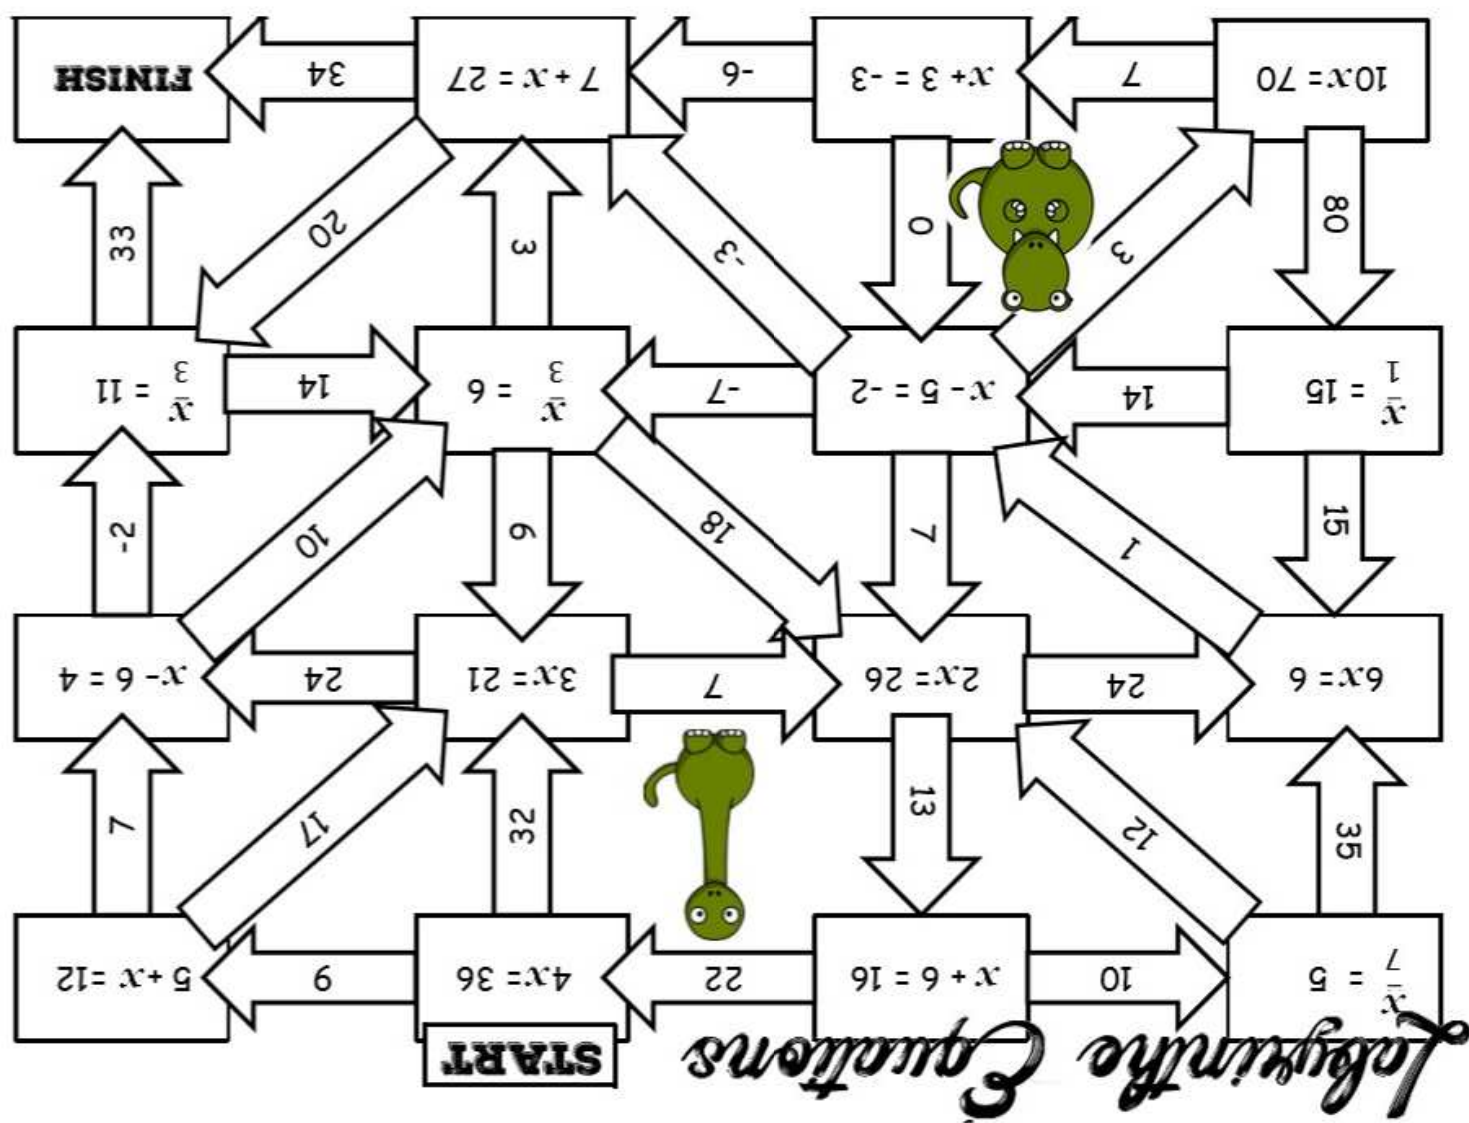 Labyrinthe Équations START
x/7 = 5 10 x + 6 = 16 22 4x = 36 9 5 + x = 12
35 12 13 32 17 7
6x = 6 24 2x = 26 7 3x = 21 24 x - 6 = 4
15 1 7 18 9 10 -2
x/1 = 15 14 x - 5 = -2 -7 x/3 = 6 14 x/3 = 11
80 3 0 -3 3 20 33
10x = 70 7 x + 3 = -3 -6 7 + x = 27 34 FINISH